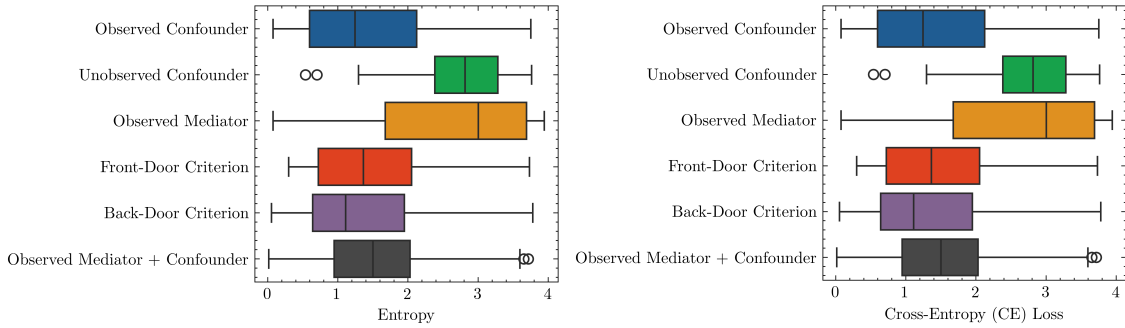 Observed Confounder
Unobserved Confounder
Observed Mediator
Front-Door Criterion
Back-Door Criterion
Observed Mediator + Confounder
0 1 2 3 4
Entropy
Observed Confounder
Unobserved Confounder
Observed Mediator
Front-Door Criterion
Back-Door Criterion
Observed Mediator + Confounder
0 1 2 3 4
Cross-Entropy (CE) Loss